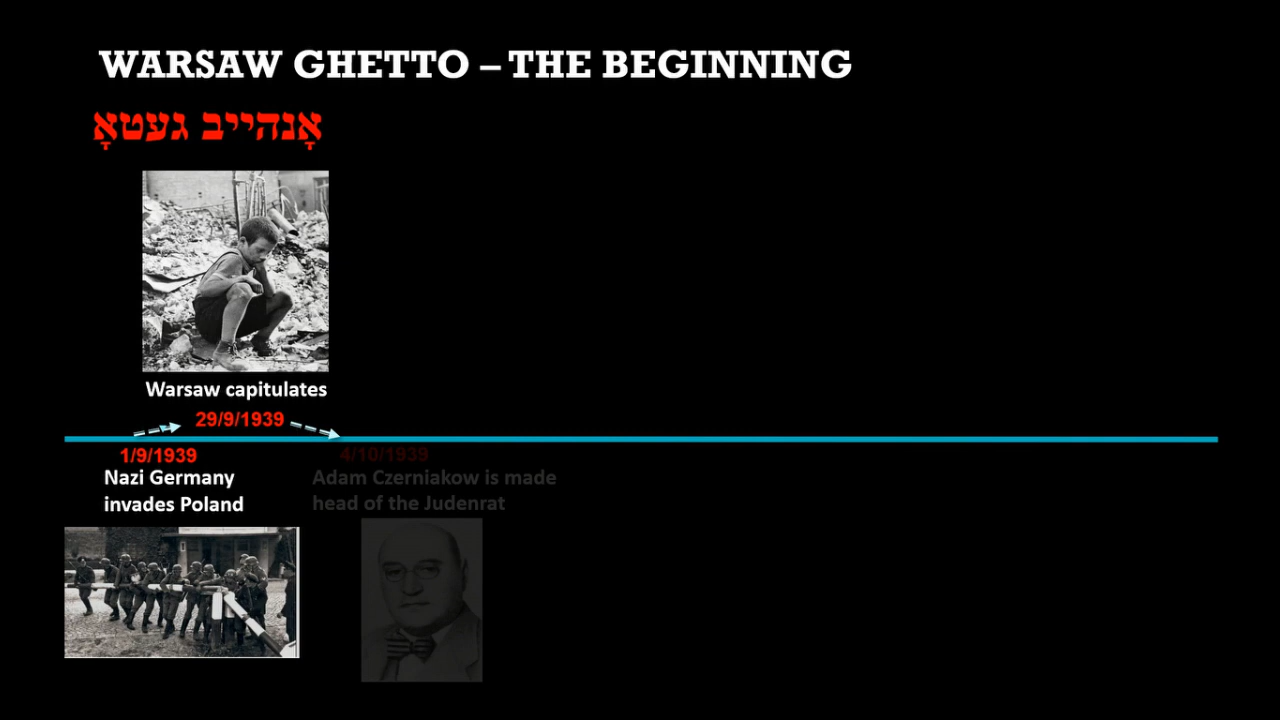 WARSAW GHETTO – THE BEGINNING
אָנהייב געטאָ
Warsaw capitulates
29/9/1939
1/9/1939
Nazi Germany
invades Poland
4/10/1939
Adam Czerniakow is made
head of the Judenrat